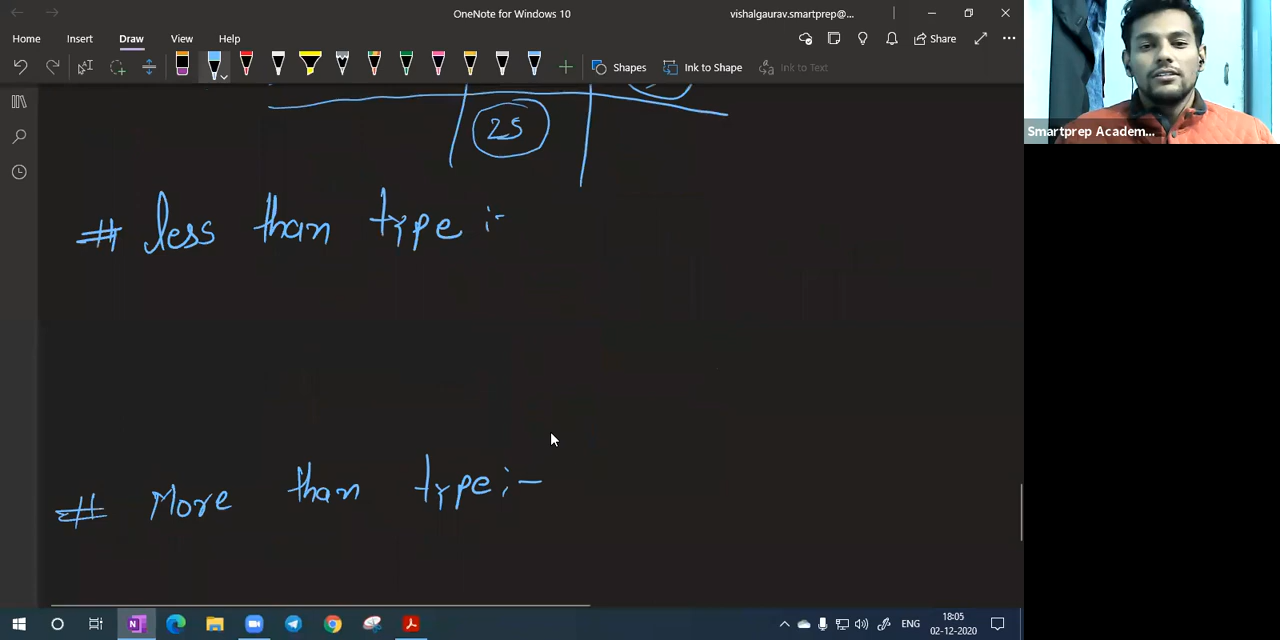 OneNote for Windows 10
vishalgaurav.smartprep@...
Home Insert Draw View Help
Share
Shapes
Ink to Shape
Ink to Text
25
# less than type :-
# More than type :-
Smartprep Academ...
ENG
18:05
02-12-2020